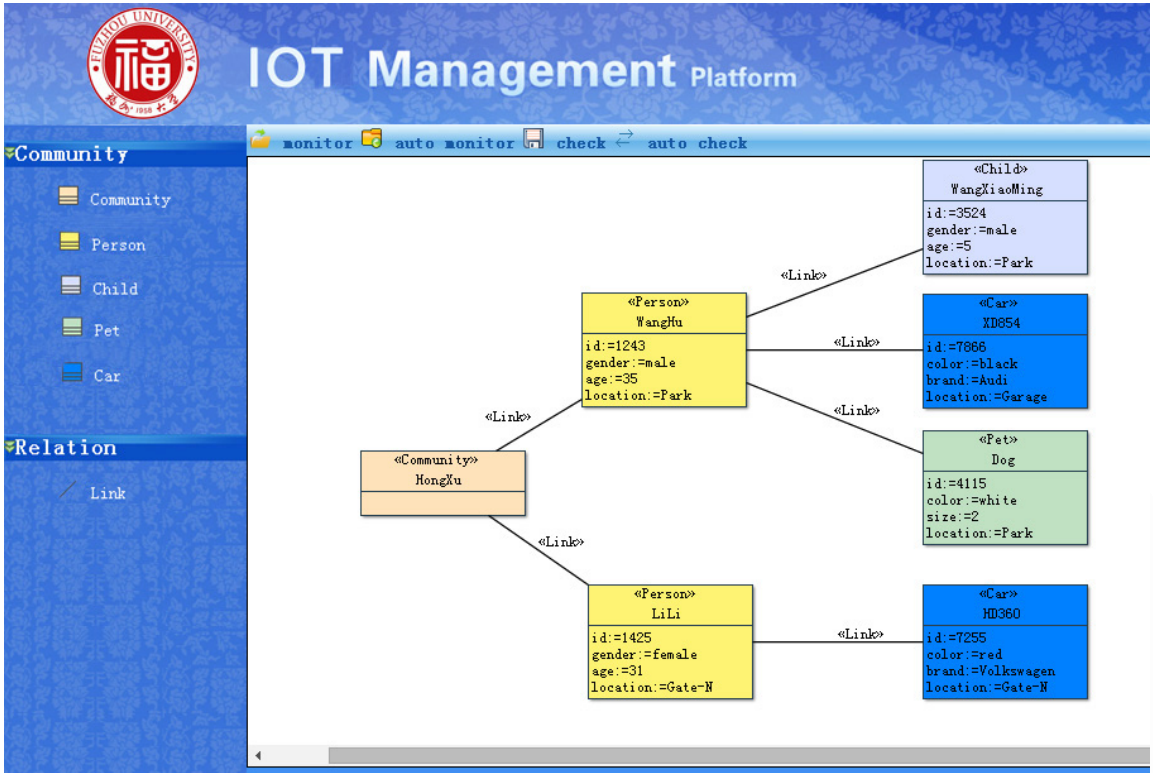 FUZHOU UNIVERSITY
福
1958
IOT Management Platform
monitor auto monitor check auto check
Community
Community
Person
Child
Pet
Car
Relation
Link
«Child»
WangXiaoMing
id:=3524
gender:=male
age:=5
location:=Park
«Link»
«Person»
WangHu
id:=1243
gender:=male
age:=35
location:=Park
«Link»
«Car»
XD854
id:=7866
color:=black
brand:=Audi
location:=Garage
«Link»
«Pet»
Dog
id:=4115
color:=white
size:=2
location:=Park
«Link»
«Community»
HongXu
«Link»
«Person»
LiLi
id:=1425
gender:=female
age:=31
location:=Gate-N
«Link»
«Car»
HD360
id:=7255
color:=red
brand:=Volkswagen
location:=Gate-N